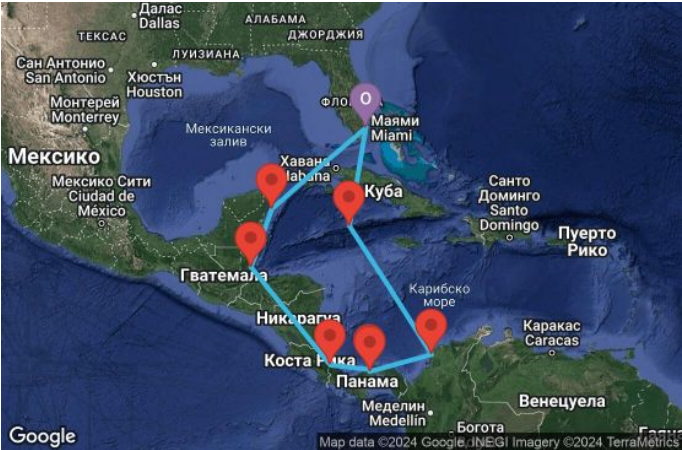 Далас
Dallas
АЛАБАМА
ТЕКСАС
ДЖОРДЖИЯ
ЛУИЗИАНА
Сан Антонио
San Antonio
Хюстън
Houston
ФЛО
О
Монтерей
Monterrey
Маями
Miami
Мексикански
залив
Мексико
Хавана
Habana
Мексико Сити
Ciudad de
México
Куба
Санто
Доминго
Santo
Domingo
Пуерто
Рико
Гватемала
Карибско
море
Никарагуа
Каракас
Caracas
Коста Рика
Панама
Меделин
Medellín
Венецуела
Богота
Google
Map data ©2024 Google, INEGI Imagery ©2024 TerraMetrics